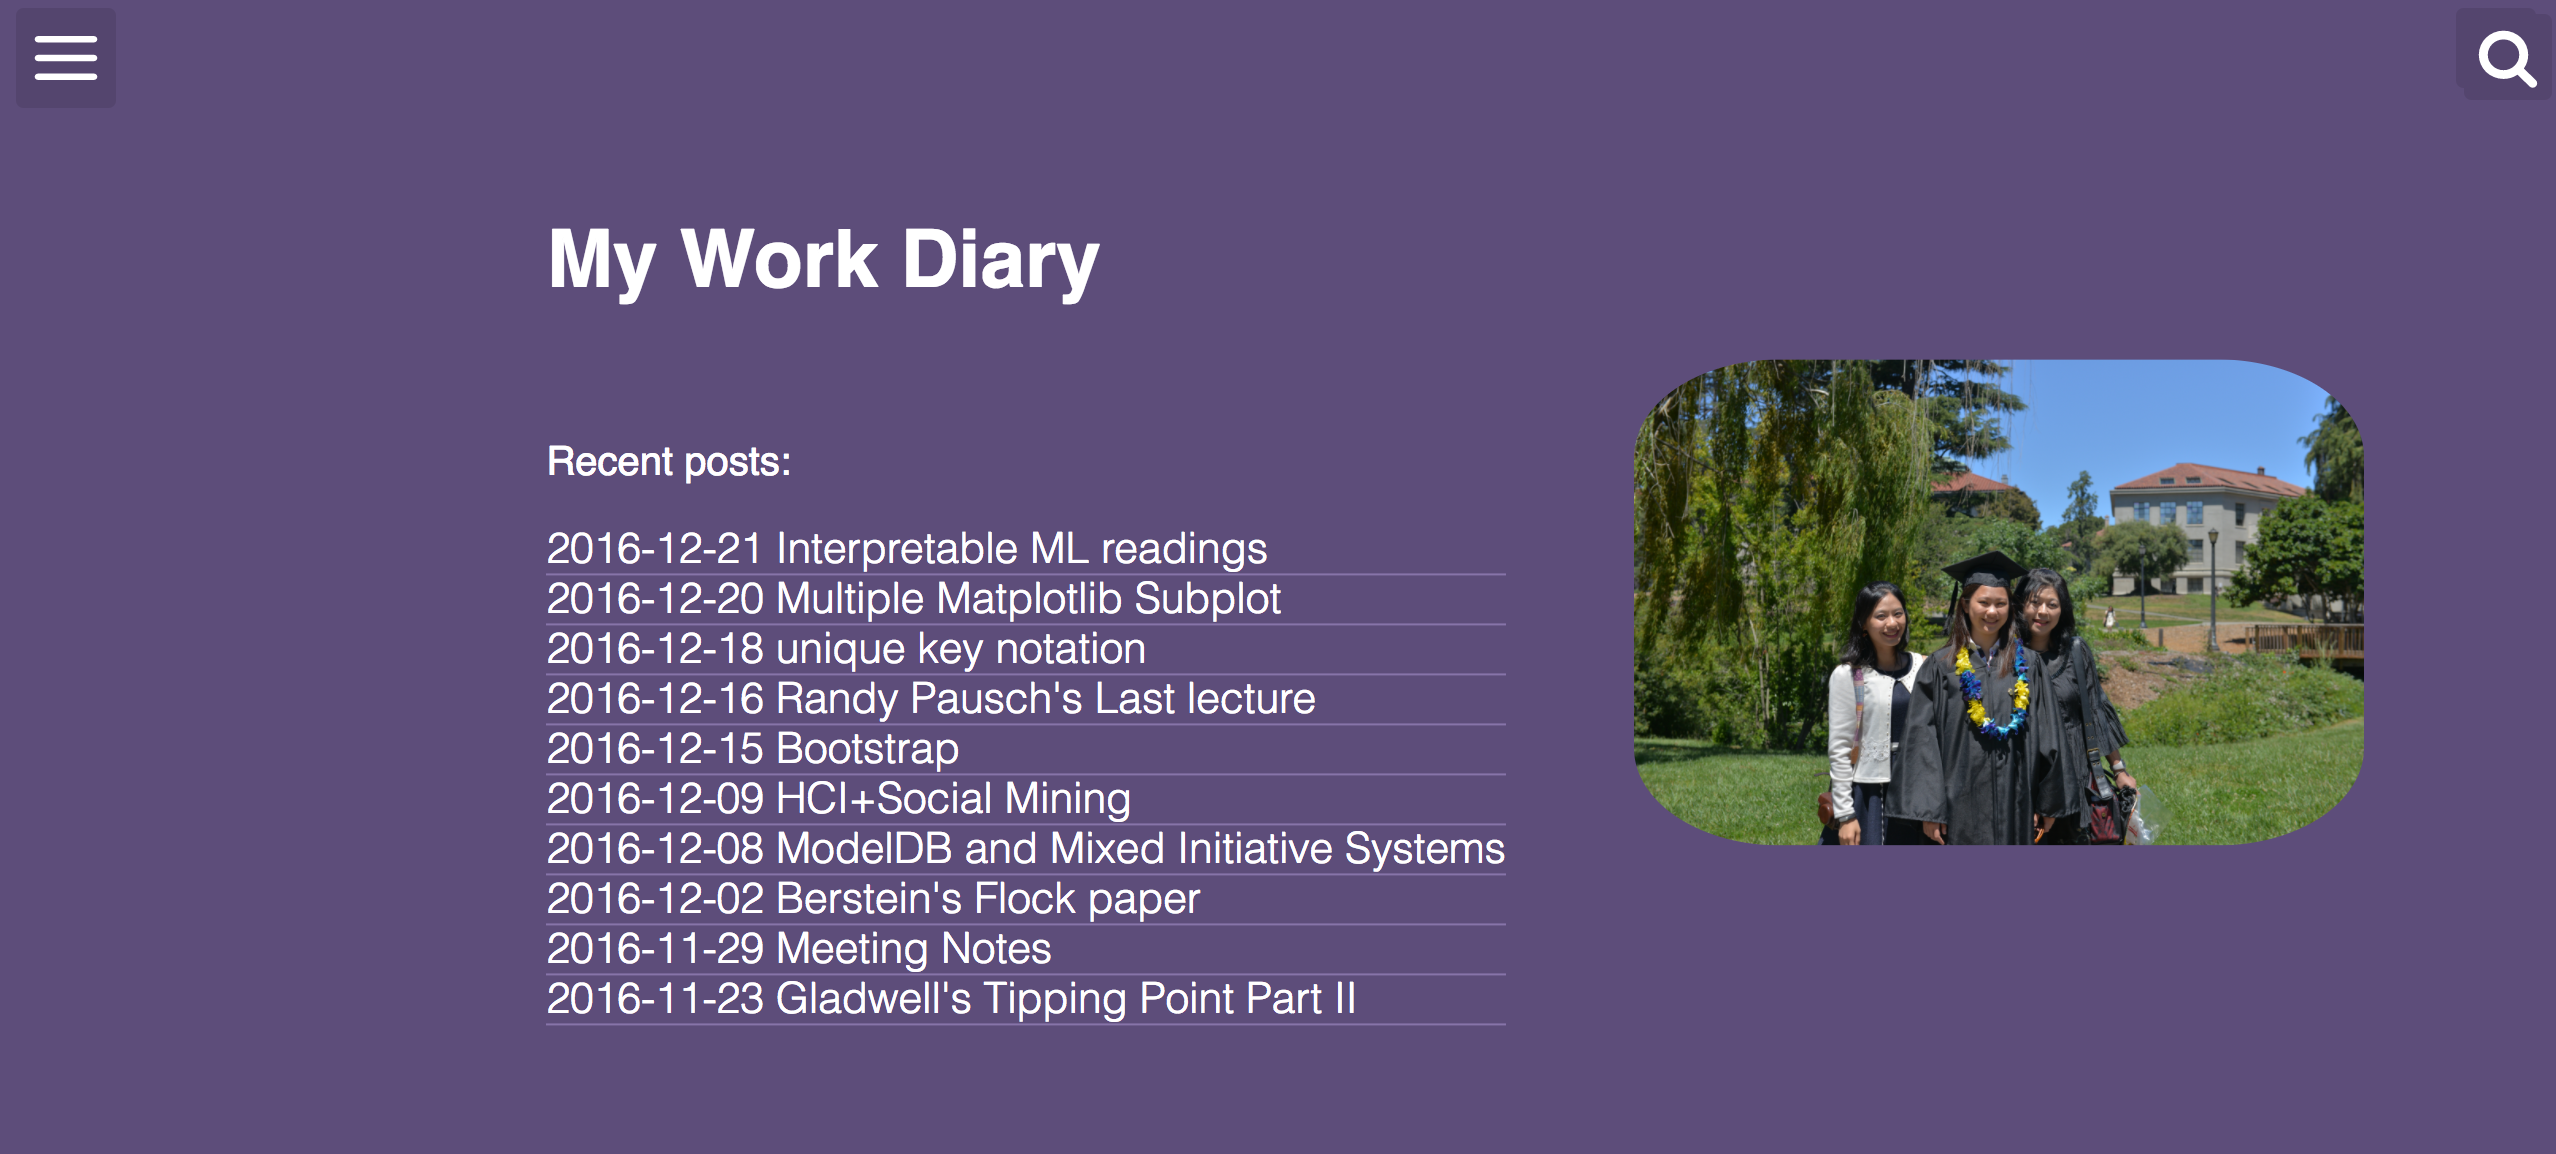 My Work Diary
Recent posts:
2016-12-21 Interpretable ML readings
2016-12-20 Multiple Matplotlib Subplot
2016-12-18 unique key notation
2016-12-16 Randy Pausch's Last lecture
2016-12-15 Bootstrap
2016-12-09 HCI+Social Mining
2016-12-08 ModelDB and Mixed Initiative Systems
2016-12-02 Berstein's Flock paper
2016-11-29 Meeting Notes
2016-11-23 Gladwell's Tipping Point Part II